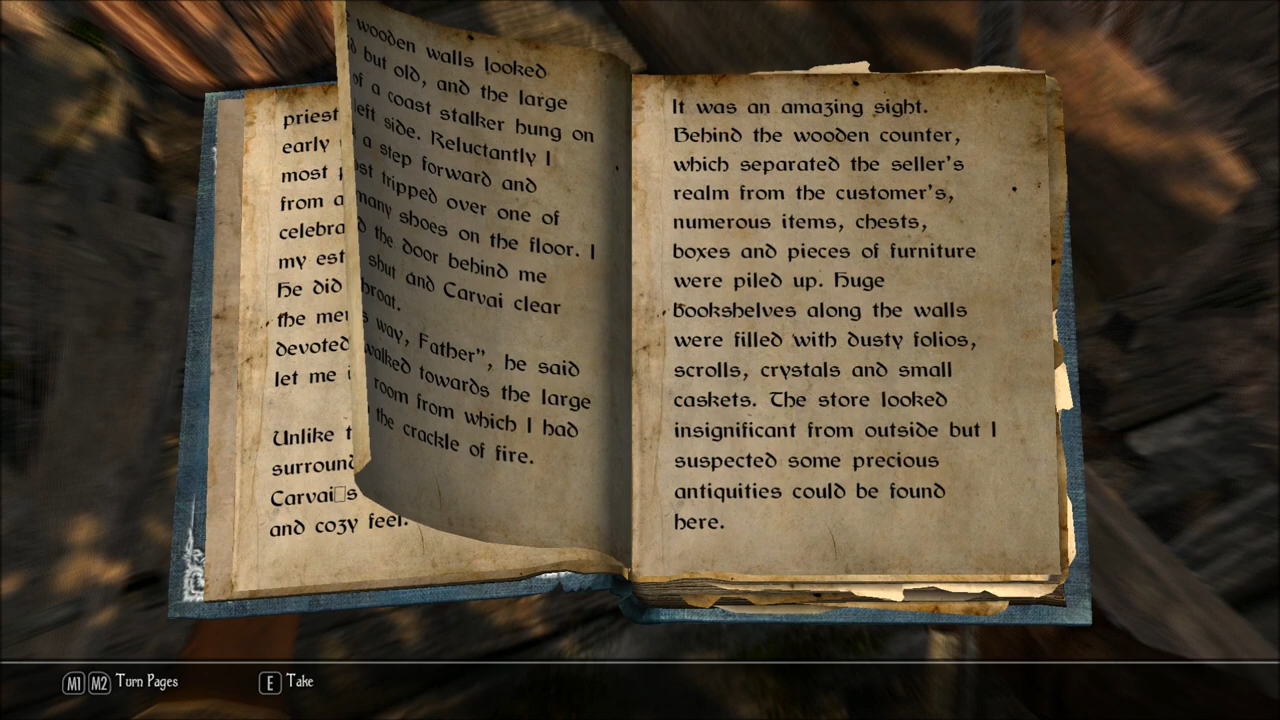 priest
early
most
from a
celebra
my est
He did
the mer
devoted
let me
Unlike t
surround
Carvai□s
and cozy feel.
wooden walls looked
but old, and the large
of a coast stalker hung on
left side. Reluctantly I
a step forward and
ost tripped over one of
many shoes on the floor. I
the door behind me
shut and Carvai clear
hroat.
s way, Father", he said
walked towards the large
room from which I had
the crackle of fire.
It was an amazing sight.
Behind the wooden counter,
which separated the seller's
realm from the customer's,
numerous items, chests,
boxes and pieces of furniture
were piled up. Huge
bookshelves along the walls
were filled with dusty folios,
scrolls, crystals and small
caskets. The store looked
insignificant from outside but I
suspected some precious
antiquities could be found
here.
M1 M2 Turn Pages
E Take